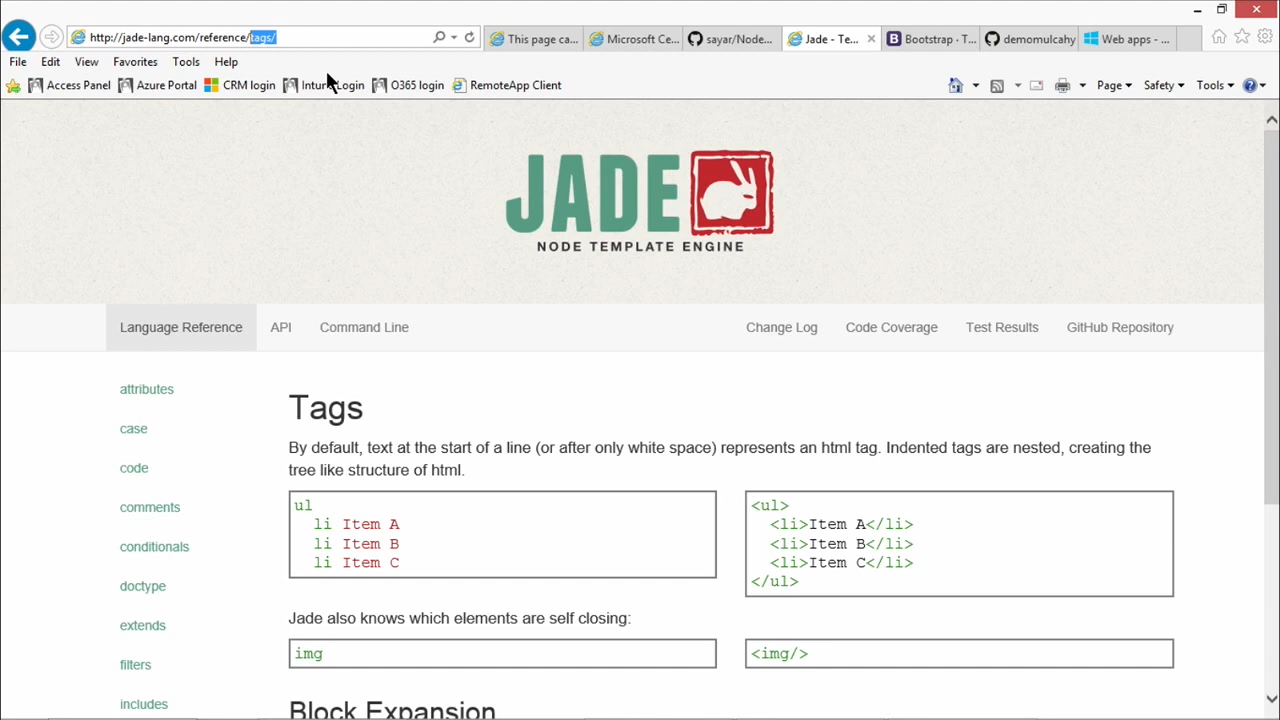 http://jade-lang.com/reference/tags/
This page ca...
Microsoft Ce...
sayar/Node...
Jade - Te...
Bootstrap · T...
demomulcahy
Web apps - ...
File Edit View Favorites Tools Help
Access Panel Azure Portal CRM login Intune Login O365 login RemoteApp Client
Page Safety Tools
JADE
NODE TEMPLATE ENGINE
Language Reference API Command Line Change Log Code Coverage Test Results GitHub Repository
attributes
case
code
comments
conditionals
doctype
extends
filters
includes
Tags
By default, text at the start of a line (or after only white space) represents an html tag. Indented tags are nested, creating the
tree like structure of html.
ul
li Item A
li Item B
li Item C
<ul>
<li>Item A</li>
<li>Item B</li>
<li>Item C</li>
</ul>
Jade also knows which elements are self closing:
img
<img/>
Block Expansion